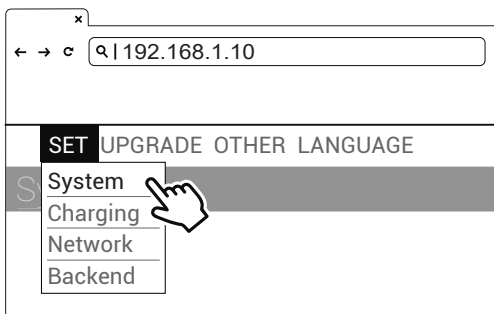 192.168.1.10
SET UPGRADE OTHER LANGUAGE
System
Charging
Network
Backend